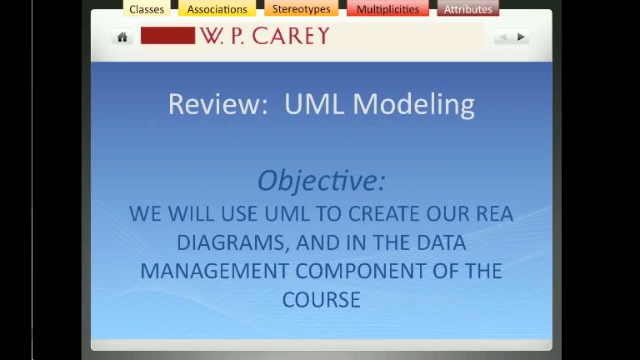 Classes Associations Stereotypes Multiplicities Attributes
W. P. CAREY
Review: UML Modeling
Objective:
WE WILL USE UML TO CREATE OUR REA
DIAGRAMS, AND IN THE DATA
MANAGEMENT COMPONENT OF THE
COURSE